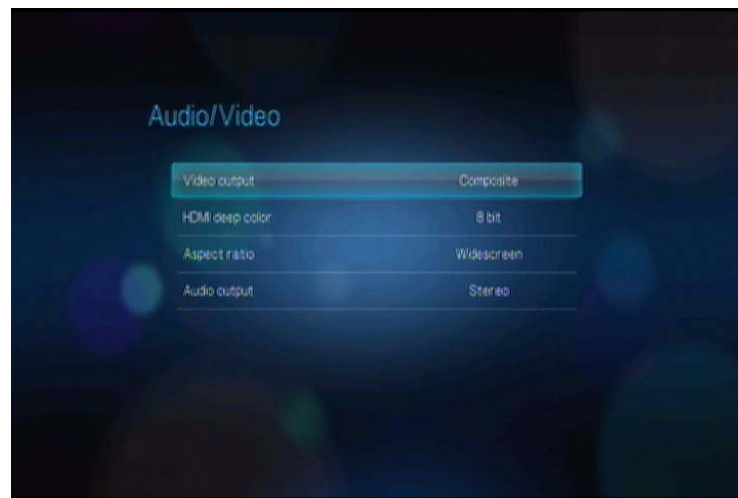 Audio/Video
Video output Composite
HDMI deep color 8 bit
Aspect ratio Widescreen
Audio output Stereo